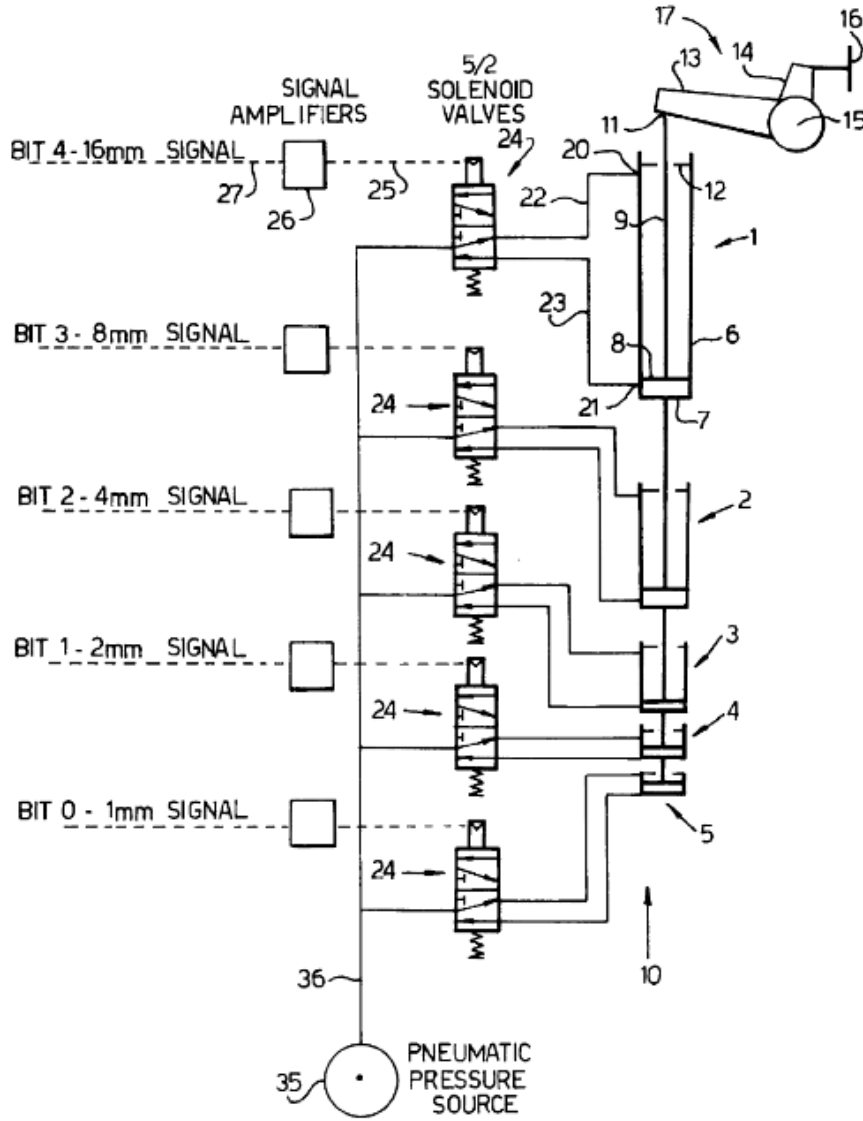 17
16
13
14
5/2
SIGNAL
SOLENOID
AMPLIFIERS
VALVES
15
11
24
20
BIT 4-16mm SIGNAL
27
26
25
22
12
9
1
23
6
BIT 3-8mm SIGNAL
8
24
21
7
BIT 2-4mm SIGNAL
2
24
BIT 1-2mm SIGNAL
3
24
4
BIT 0-1mm SIGNAL
5
24
36
10
35
PNEUMATIC
PRESSURE
SOURCE